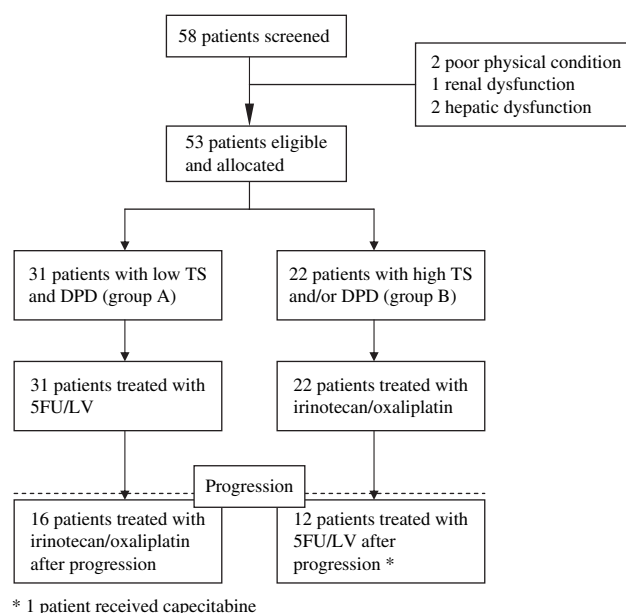 58 patients screened
2 poor physical condition
1 renal dysfunction
2 hepatic dysfunction
53 patients eligible
and allocated
31 patients with low TS
and DPD (group A)
22 patients with high TS
and/or DPD (group B)
31 patients treated with
5FU/LV
22 patients treated with
irinotecan/oxaliplatin
Progression
16 patients treated with
irinotecan/oxaliplatin
after progression
12 patients treated with
5FU/LV after
progression *
* 1 patient received capecitabine